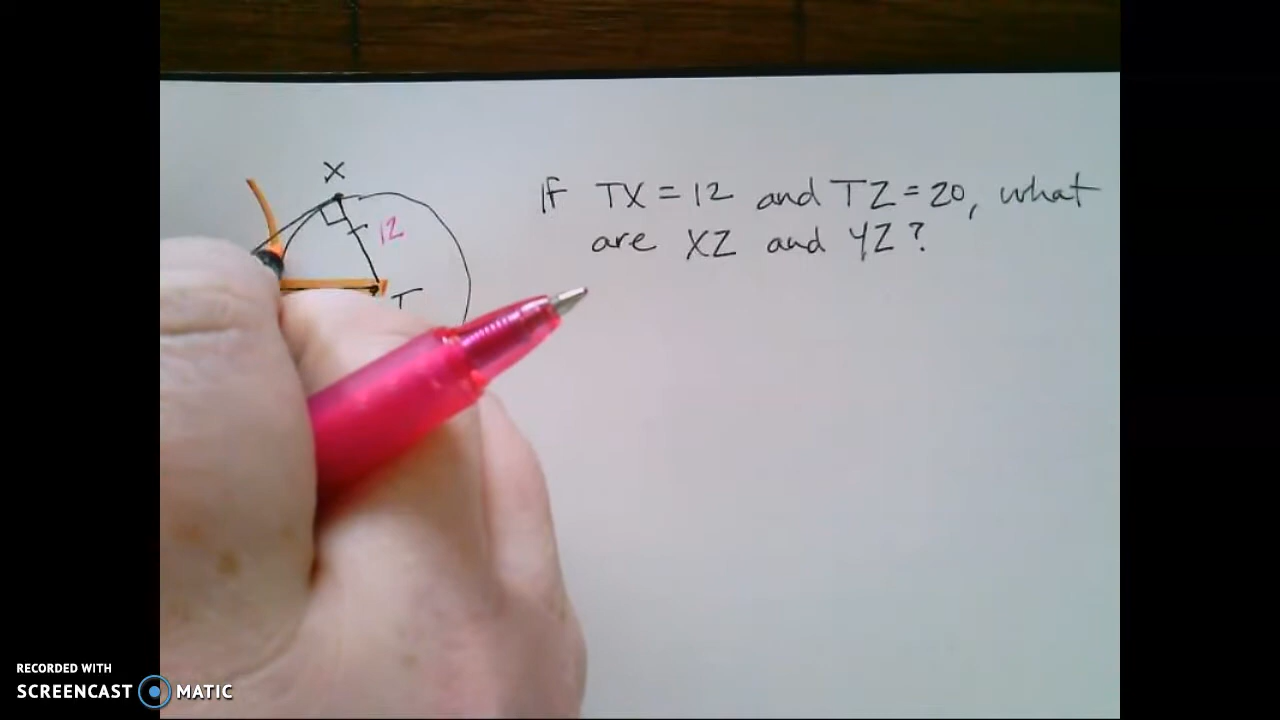 X
12
T
If TX = 12 and TZ = 20, what
are XZ and YZ?
RECORDED WITH
SCREENCAST MATIC